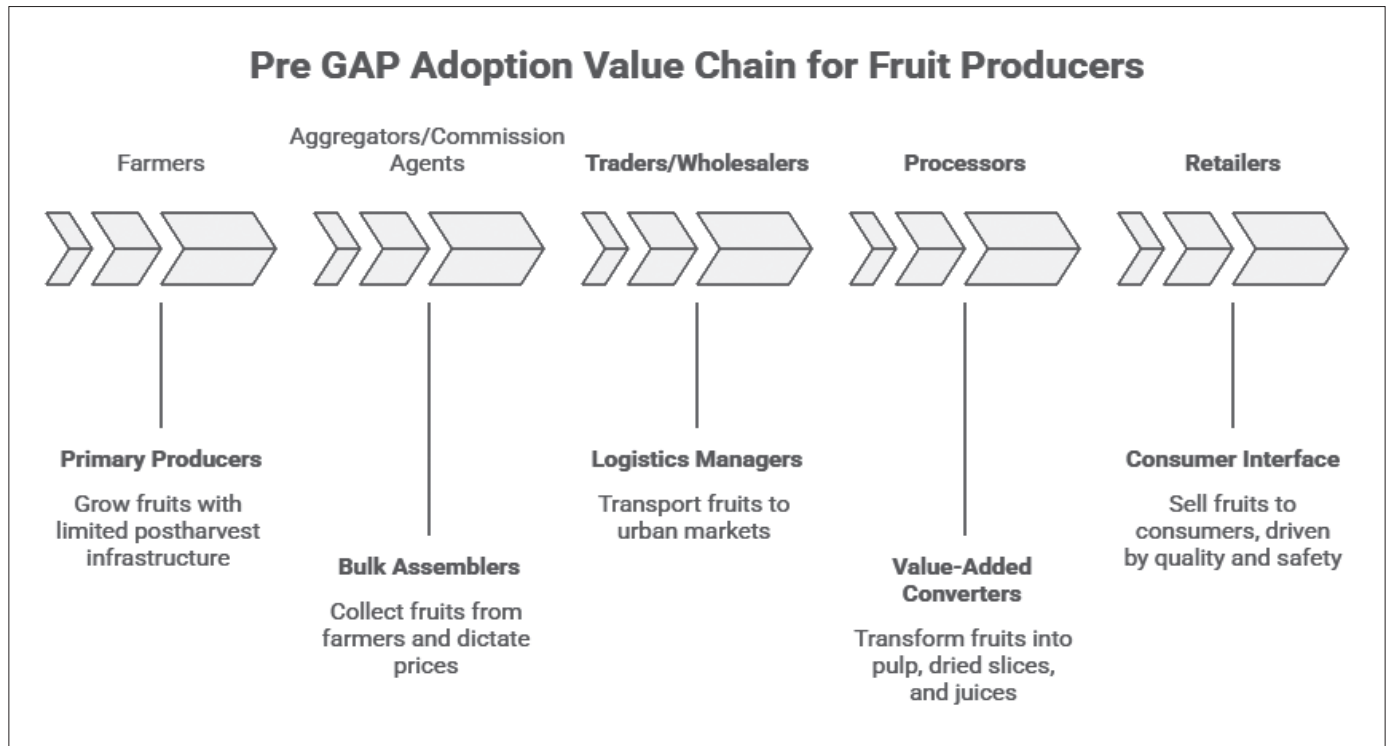 Pre GAP Adoption Value Chain for Fruit Producers
Farmers
Aggregators/Commission
Agents
Traders/Wholesalers
Processors
Retailers
Primary Producers
Grow fruits with
limited postharvest
infrastructure
Bulk Assemblers
Collect fruits from
farmers and dictate
prices
Logistics Managers
Transport fruits to
urban markets
Value-Added
Converters
Transform fruits into
pulp, dried slices,
and juices
Consumer Interface
Sell fruits to
consumers, driven
by quality and safety